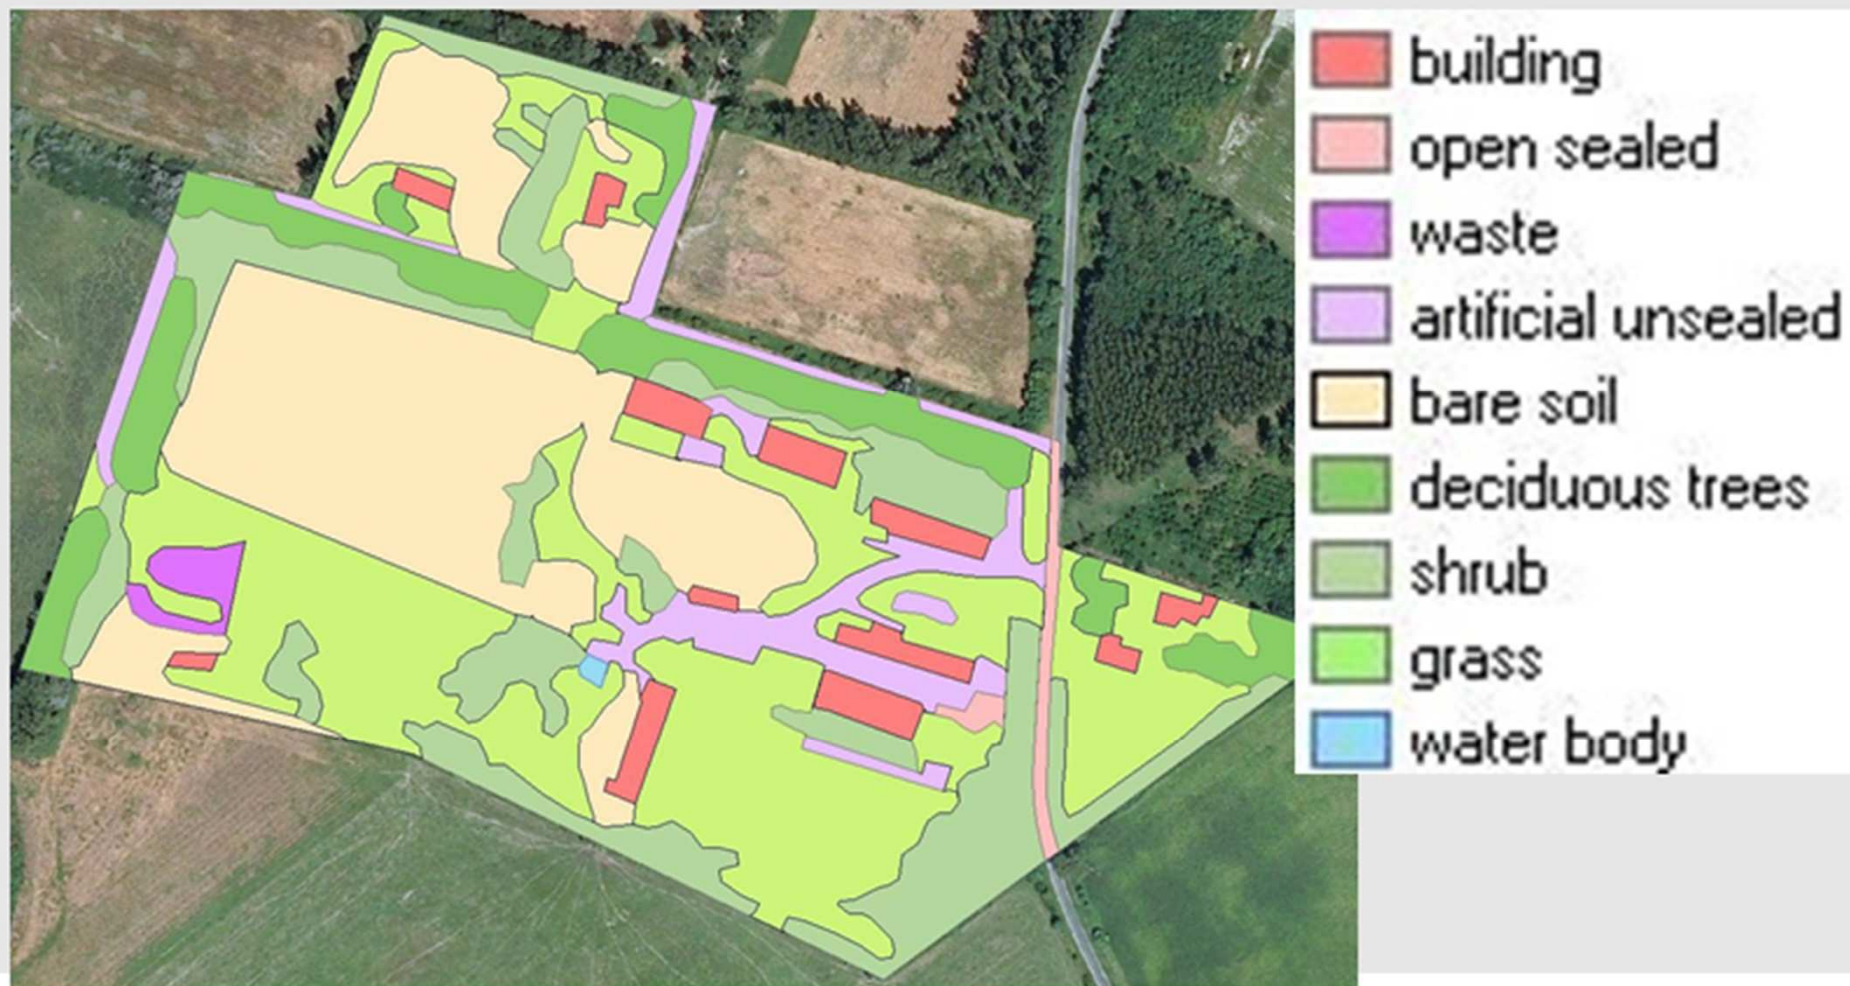 building
open sealed
waste
artificial unsealed
bare soil
deciduous trees
shrub
grass
water body